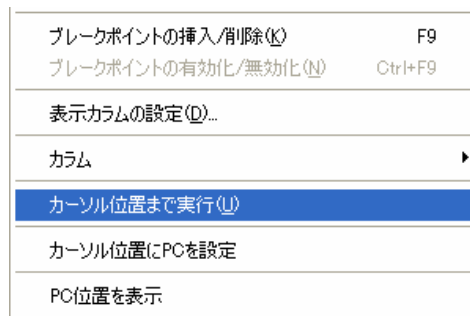 ブレークポイントの挿入/削除(K) F9
ブレークポイントの有効化/無効化(N) Ctrl+F9
表示カラムの設定(D)...
カラム
カーソル位置まで実行(U)
カーソル位置にPCを設定
PC位置を表示